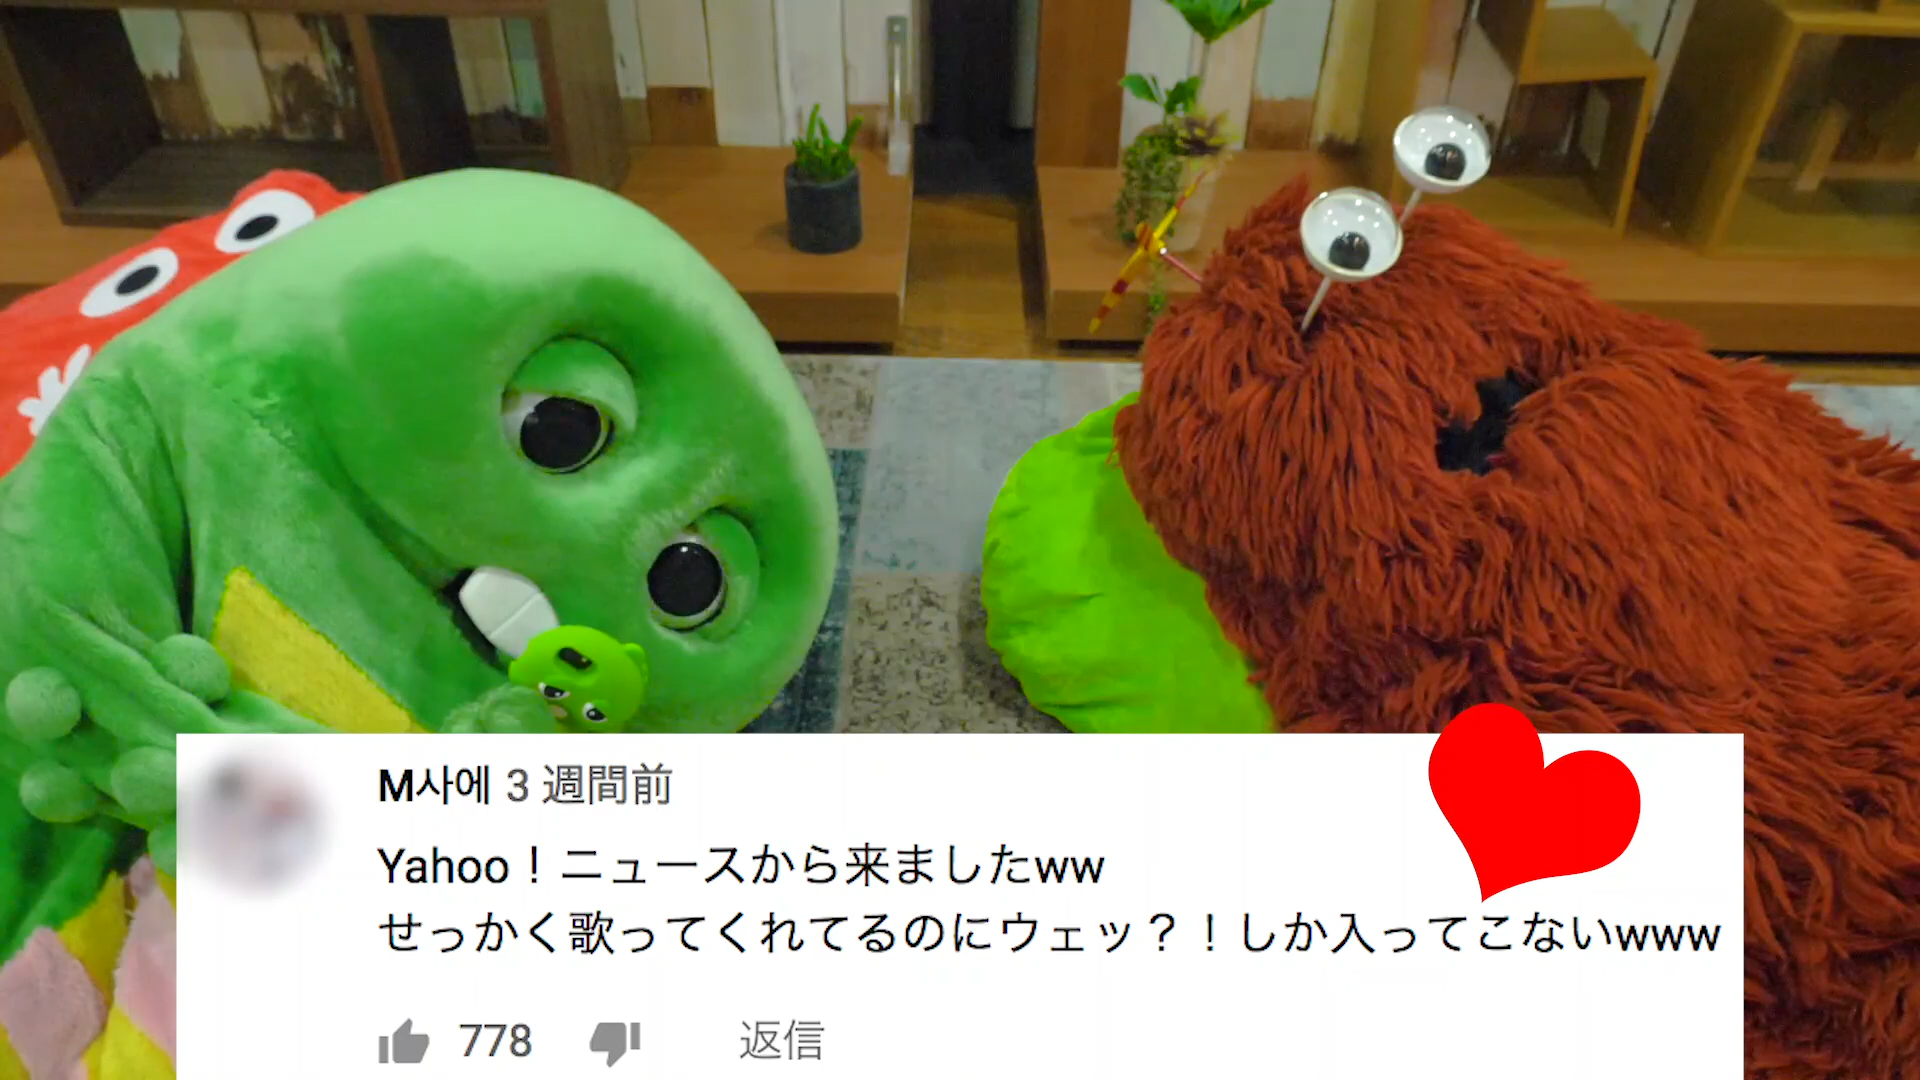 M사에 3 週間前
Yahoo！ニュースから来ましたww
せっかく歌ってくれてるのにウェッ？！しか入ってこないwww
778 返信